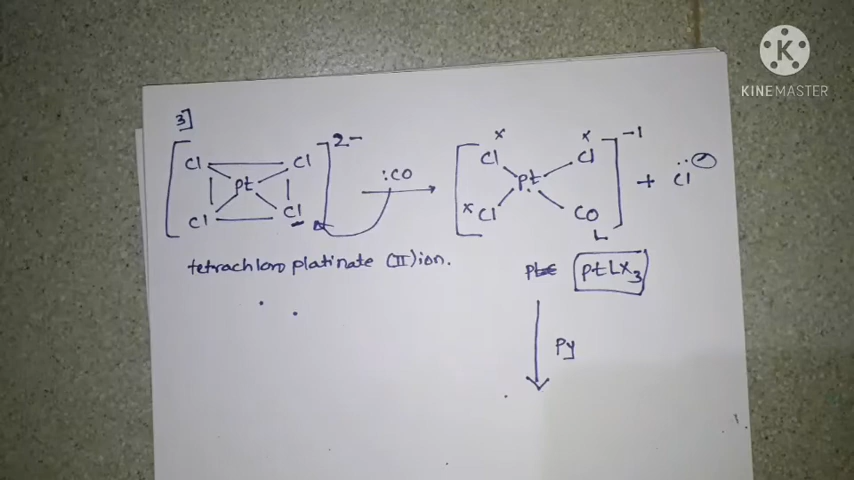 K
KINEMASTER
3]
[Cl Cl Pt Cl Cl]2- :CO [Cl x Cl x Pt x Cl CO L]-1 + :Cl⊖
tetrachloro platinate (II) ion.
PtLX3
Py